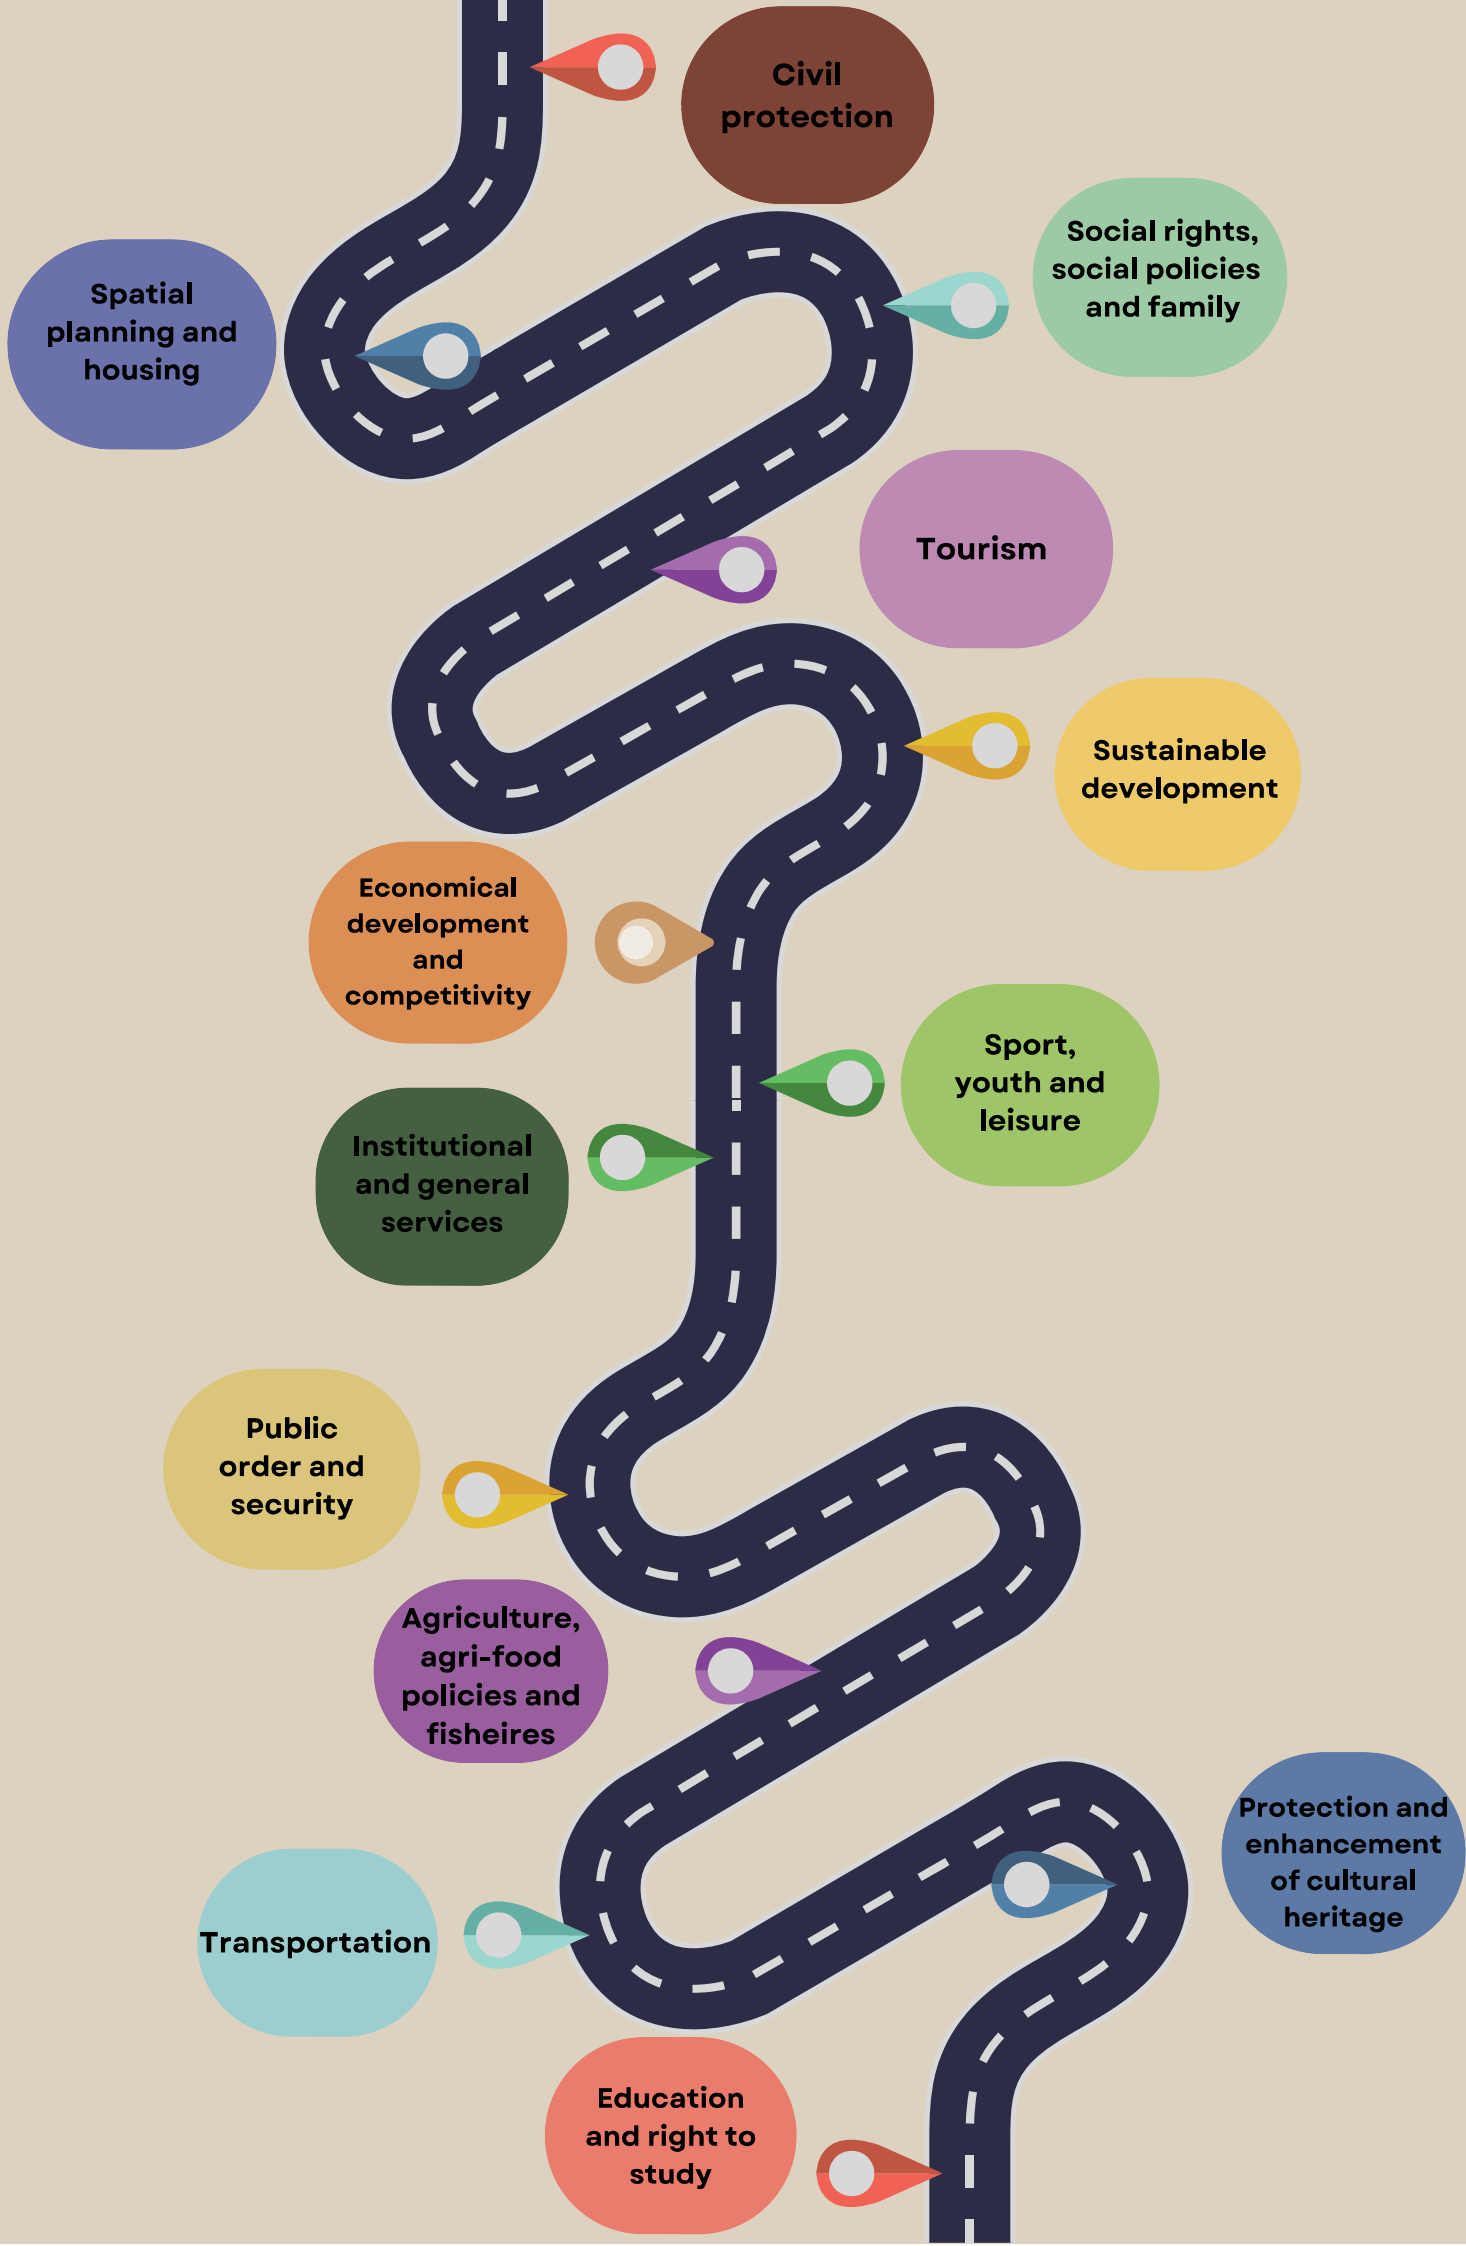 Civil
protection
Social rights,
social policies
and family
Spatial
planning and
housing
Tourism
Sustainable
development
Economical
development
and
competitivity
Sport,
youth and
leisure
Institutional
and general
services
Public
order and
security
Agriculture,
agri-food
policies and
fisheires
Protection and
enhancement
of cultural
heritage
Transportation
Education
and right to
study